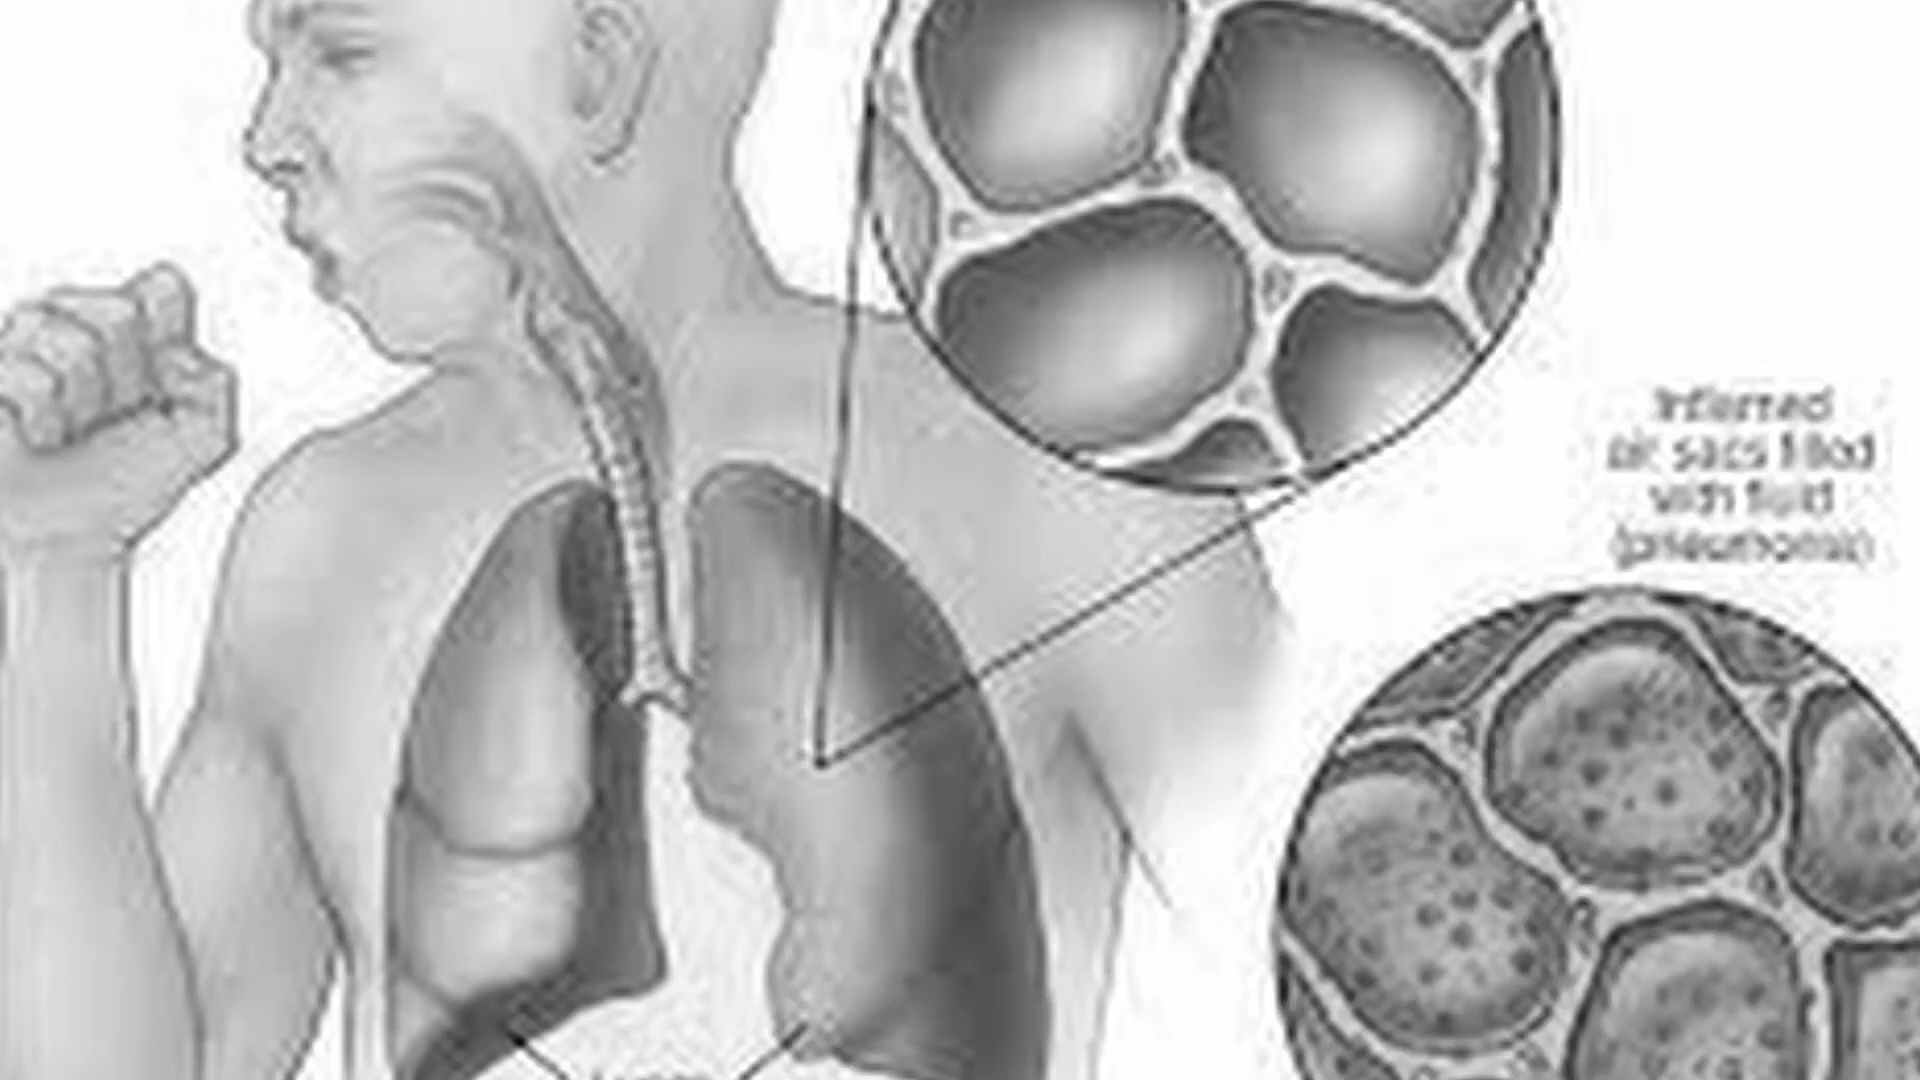 Inflamed
air sacs filled
with fluid
(pneumonia)